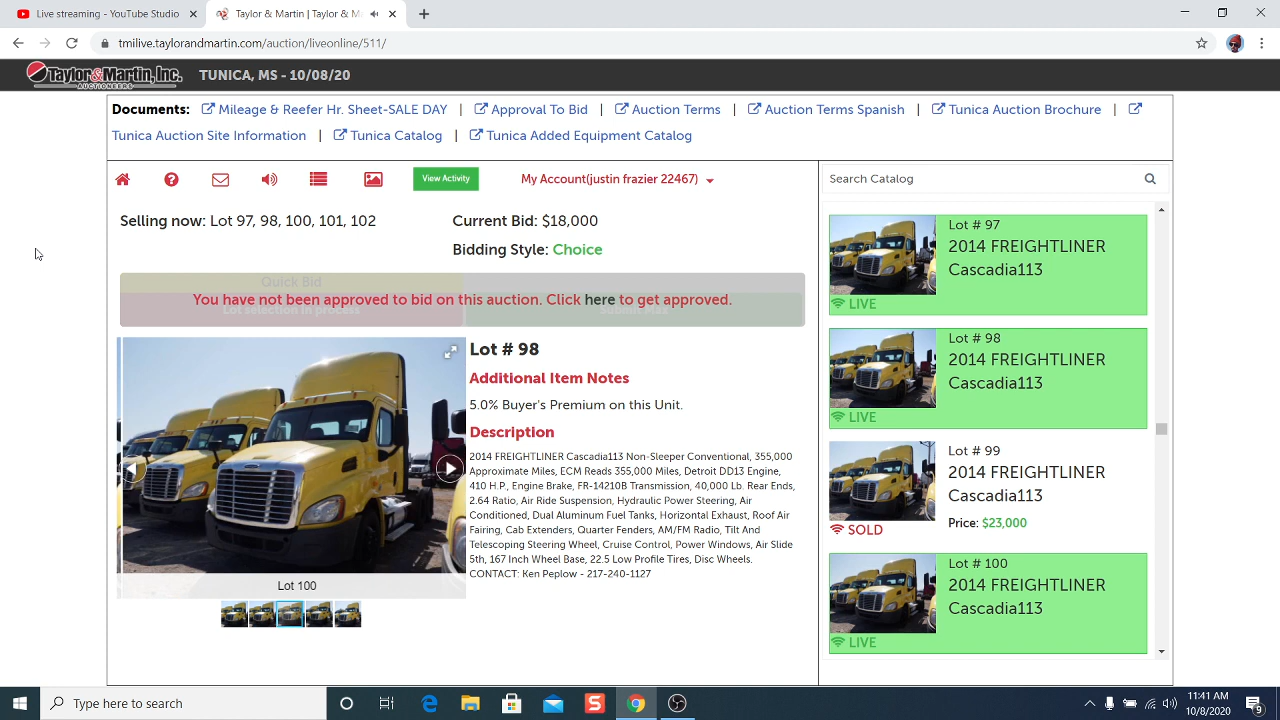 Live streaming - YouTube Studio
Taylor & Martin | Taylor & M
tmilive.taylorandmartin.com/auction/liveonline/511/
Taylor&Martin, Inc.
AUCTIONEERS
TUNICA, MS - 10/08/20
Documents: Mileage & Reefer Hr. Sheet-SALE DAY | Approval To Bid | Auction Terms | Auction Terms Spanish | Tunica Auction Brochure |
Tunica Auction Site Information | Tunica Catalog | Tunica Added Equipment Catalog
View Activity
My Account(justin frazier 22467)
Selling now: Lot 97, 98, 100, 101, 102
Current Bid: $18,000
Bidding Style: Choice
Quick Bid
You have not been approved to bid on this auction. Click here to get approved.
Lot selection in process
Submit Max
Lot 100
Lot # 98
Additional Item Notes
5.0% Buyer's Premium on this Unit.
Description
2014 FREIGHTLINER Cascadia113 Non-Sleeper Conventional, 355,000
Approximate Miles, ECM Reads 355,000 Miles, Detroit DD13 Engine,
410 H.P., Engine Brake, FR-14210B Transmission, 40,000 Lb. Rear Ends,
2.64 Ratio, Air Ride Suspension, Hydraulic Power Steering, Air
Conditioned, Dual Aluminum Fuel Tanks, Horizontal Exhaust, Roof Air
Fairing, Cab Extenders, Quarter Fenders, AM/FM Radio, Tilt And
Telescoping Steering Wheel, Cruise Control, Power Windows, Air Slide
5th, 167 Inch Wheel Base, 22.5 Low Profile Tires, Disc Wheels.
CONTACT: Ken Peplow - 217-240-1127
Search Catalog
Lot # 97
2014 FREIGHTLINER
Cascadia113
LIVE
Lot # 98
2014 FREIGHTLINER
Cascadia113
LIVE
Lot # 99
2014 FREIGHTLINER
Cascadia113
Price: $23,000
SOLD
Lot # 100
2014 FREIGHTLINER
Cascadia113
LIVE
Type here to search
11:41 AM
10/8/2020
9